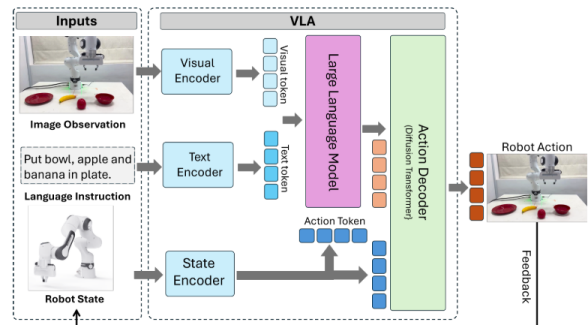 Inputs
VLA
Image Observation
Put bowl, apple and
banana in plate.
Language Instruction
Robot State
Visual
Encoder
Visual token
Text
Encoder
Text token
State
Encoder
Large Language Model
Action Token
Action Decoder
(Diffusion Transformer)
Robot Action
Feedback